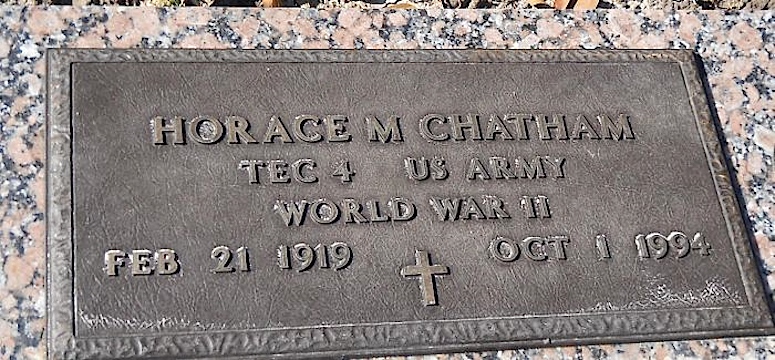 HORACE M CHATHAM
TEC 4 US ARMY
WORLD WAR II
FEB 21 1919 OCT 1 1994